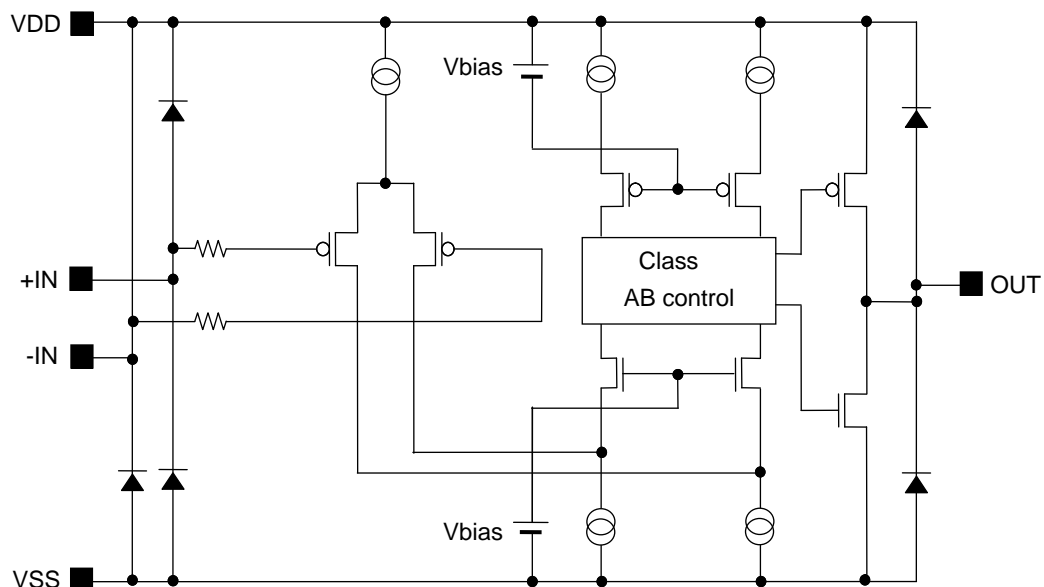 VDD
Vbias
+IN
-IN
Class
AB control
OUT
Vbias
VSS